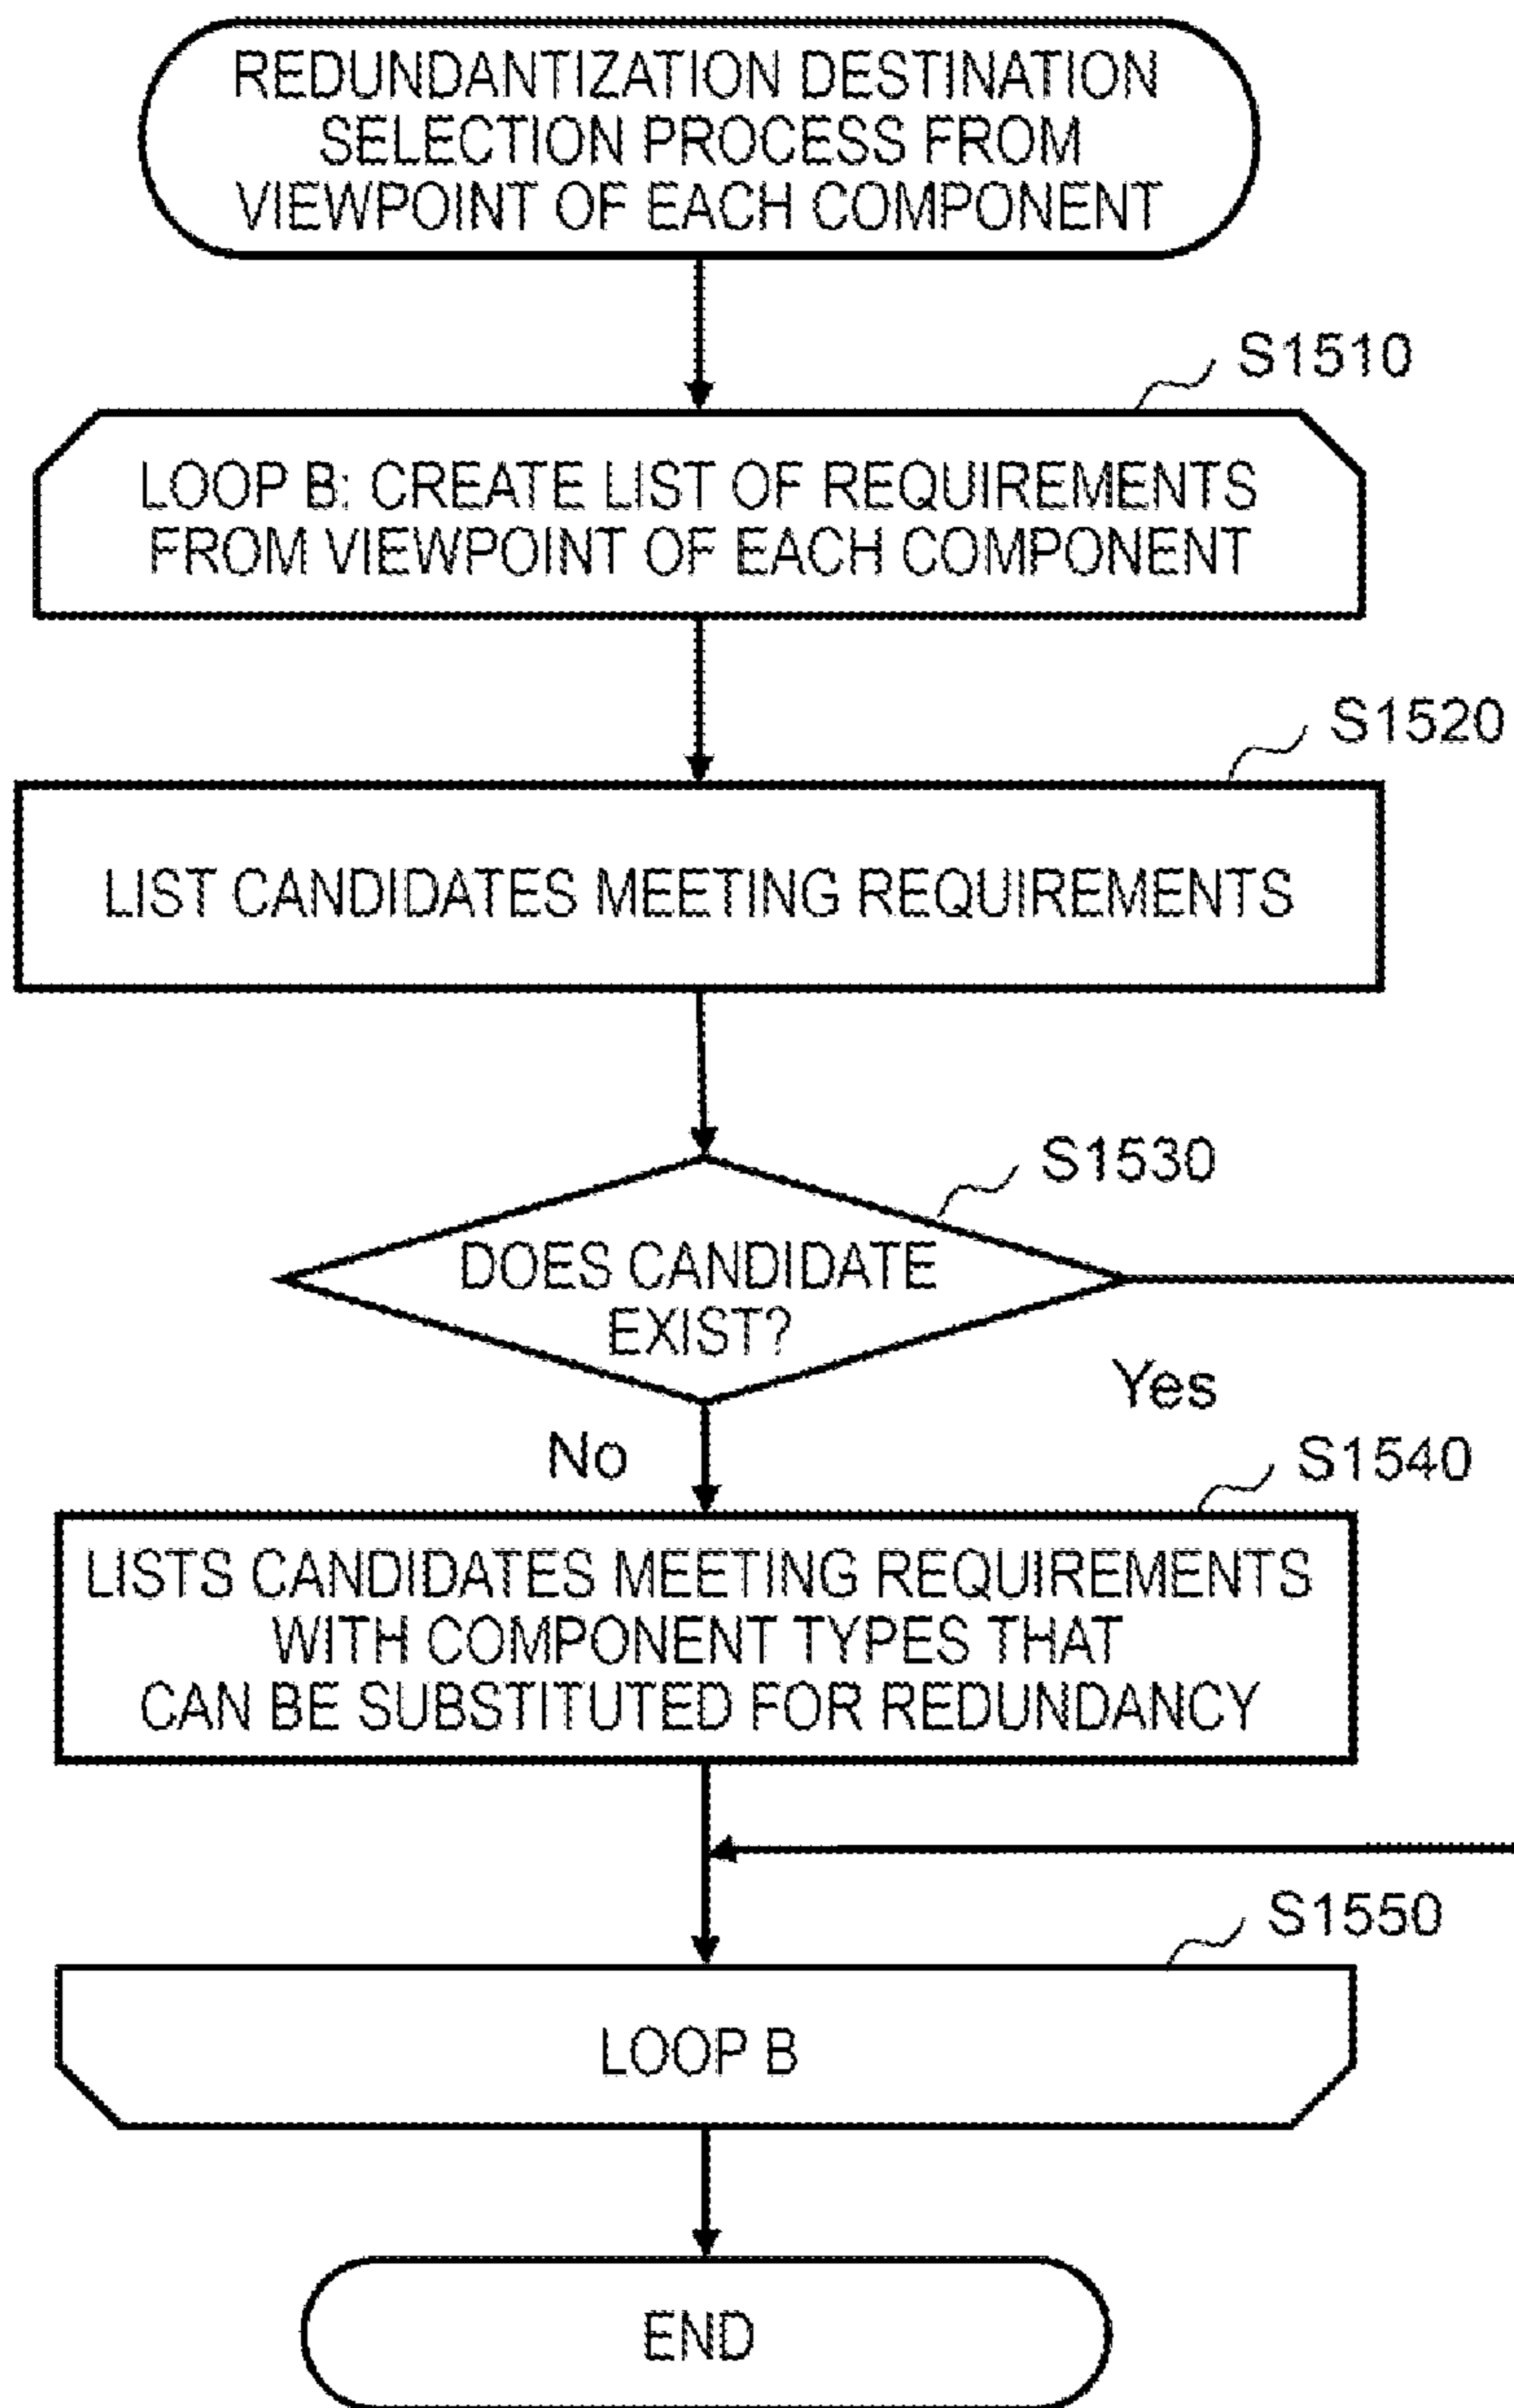 REDUNDANTIZATION DESTINATION
SELECTION PROCESS FROM
VIEWPOINT OF EACH COMPONENT
S1510
LOOP B: CREATE LIST OF REQUIREMENTS
FROM VIEWPOINT OF EACH COMPONENT
S1520
LIST CANDIDATES MEETING REQUIREMENTS
S1530
DOES CANDIDATE
EXIST?
Yes
No
S1540
LISTS CANDIDATES MEETING REQUIREMENTS
WITH COMPONENT TYPES THAT
CAN BE SUBSTITUTED FOR REDUNDANCY
S1550
LOOP B
END